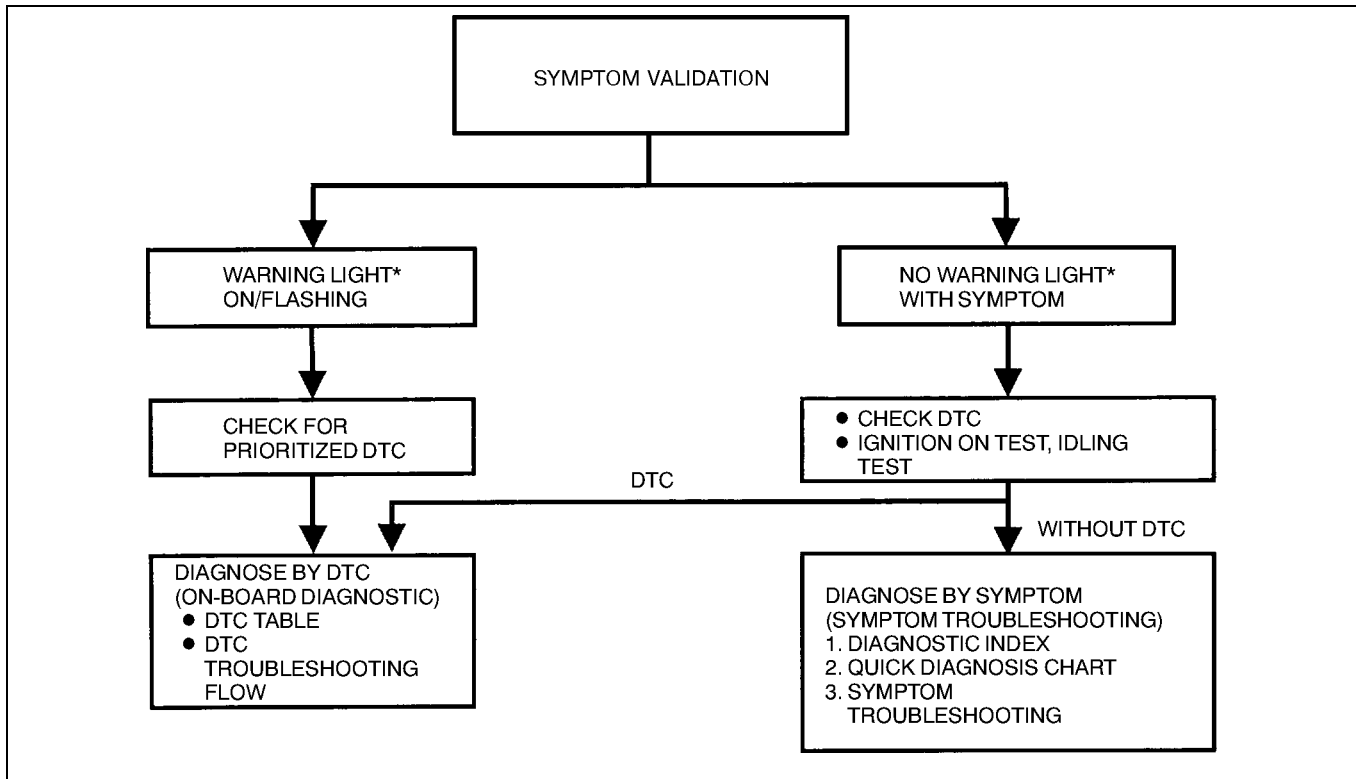 SYMPTOM VALIDATION
WARNING LIGHT*
ON/FLASHING
NO WARNING LIGHT*
WITH SYMPTOM
CHECK FOR
PRIORITIZED DTC
● CHECK DTC
● IGNITION ON TEST, IDLING
TEST
DTC
WITHOUT DTC
DIAGNOSE BY DTC
(ON-BOARD DIAGNOSTIC)
● DTC TABLE
● DTC
TROUBLESHOOTING
FLOW
DIAGNOSE BY SYMPTOM
(SYMPTOM TROUBLESHOOTING)
1. DIAGNOSTIC INDEX
2. QUICK DIAGNOSIS CHART
3. SYMPTOM
TROUBLESHOOTING